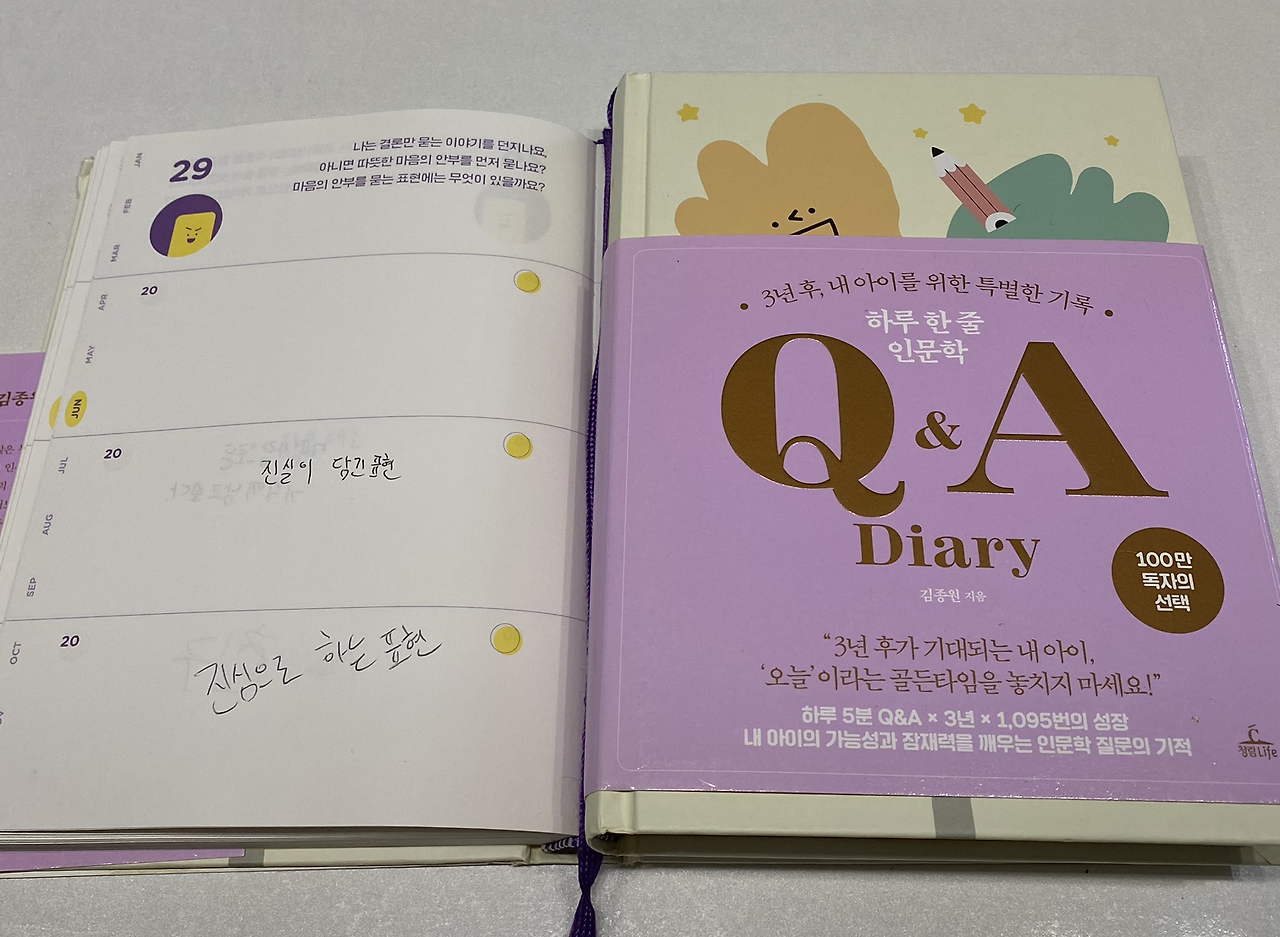 29
나는 결론만 묻는 이야기를 던지나요,
아니면 따뜻한 마음의 안부를 먼저 묻나요?
마음의 안부를 묻는 표현에는 무엇이 있을까요?
JAN
FEB
MAR
APR
MAY
JUN
JUL
AUG
SEP
OCT
20
20
진실이 담긴 표현
20
진심으로 하는 표현
김종
3년 후, 내 아이를 위한 특별한 기록
하루 한 줄
인문학
Q & A
Diary
김종원 지음
100만
독자의
선택
“3년 후가 기대되는 내 아이,
‘오늘’이라는 골든타임을 놓치지 마세요!”
하루 5분 Q&A × 3년 × 1,095번의 성장
내 아이의 가능성과 잠재력을 깨우는 인문학 질문의 기적
청림Life